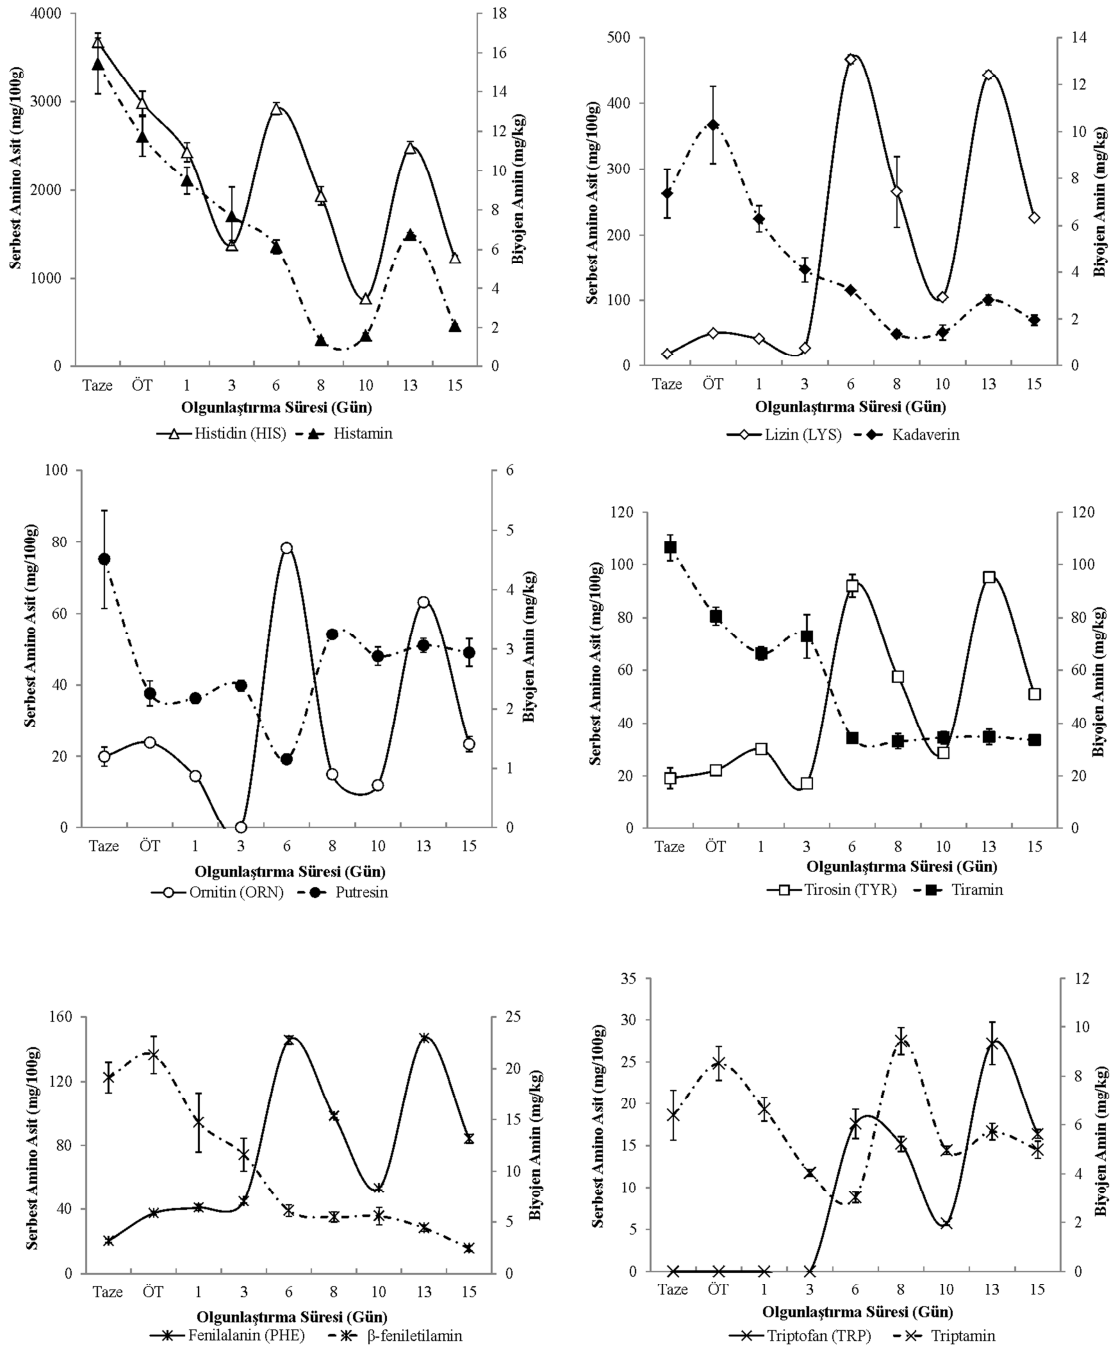 Serbest Amino Asit (mg/100g)
4000
3000
2000
1000
0
18
16
14
12
10
8
6
4
2
0
Biyojen Amin (mg/kg)
Taze ÖT 1 3 6 8 10 13 15
Olgunlaştırma Süresi (Gün)
Histidin (HIS) Histamin
Serbest Amino Asit (mg/100g)
500
400
300
200
100
0
14
12
10
8
6
4
2
0
Biyojen Amin (mg/kg)
Taze ÖT 1 3 6 8 10 13 15
Olgunlaştırma Süresi (Gün)
Lizin (LYS) Kadaverin
Serbest Amino Asit (mg/100g)
100
80
60
40
20
0
6
5
4
3
2
1
0
Biyojen Amin (mg/kg)
Taze ÖT 1 3 6 8 10 13 15
Olgunlaştırma Süresi (Gün)
Ornitin (ORN) Putresin
Serbest Amino Asit (mg/100g)
120
100
80
60
40
20
0
120
100
80
60
40
20
0
Biyojen Amin (mg/kg)
Taze ÖT 1 3 6 8 10 13 15
Olgunlaştırma Süresi (Gün)
Tirosin (TYR) Tiramin
Serbest Amino Asit (mg/100g)
160
120
80
40
0
25
20
15
10
5
0
Biyojen Amin (mg/kg)
Taze ÖT 1 3 6 8 10 13 15
Olgunlaştırma Süresi (Gün)
Fenilalanin (PHE) β-feniletilamin
Serbest Amino Asit (mg/100g)
35
30
25
20
15
10
5
0
12
10
8
6
4
2
0
Biyojen Amin (mg/kg)
Taze ÖT 1 3 6 8 10 13 15
Olgunlaştırma Süresi (Gün)
Triptofan (TRP) Triptamin